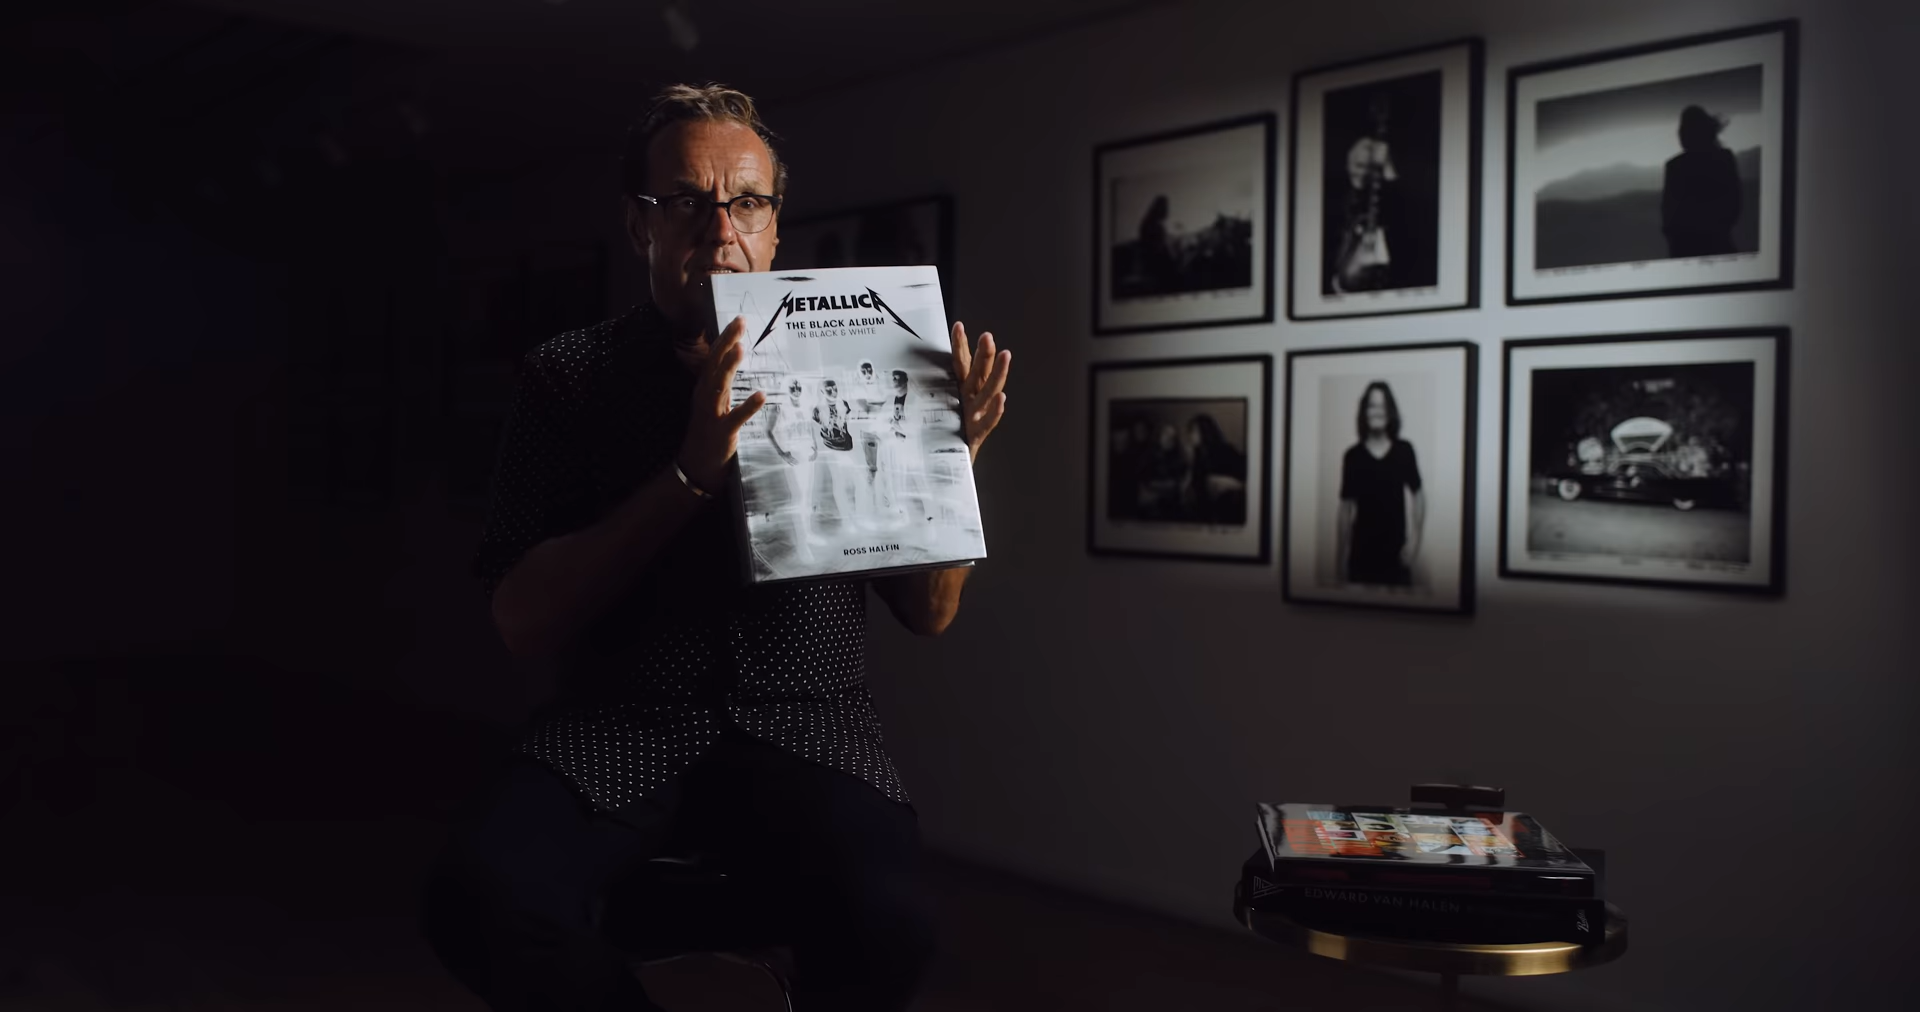 METALLICA
THE BLACK ALBUM
IN BLACK & WHITE
ROSS HALFIN
EDWARD VAN HALEN